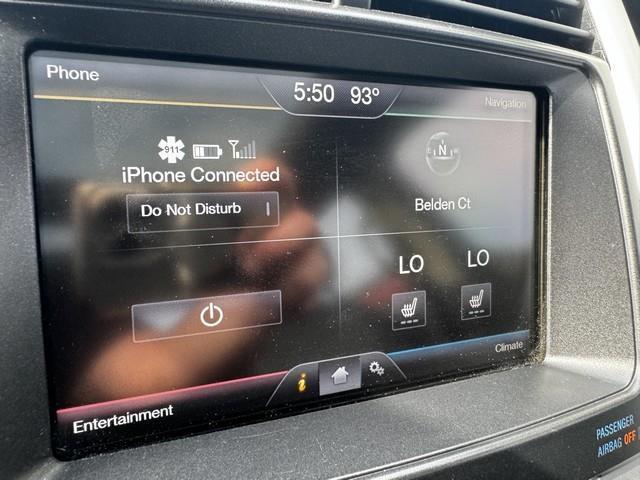 Phone
5:50 93°
Navigation
911
iPhone Connected
Do Not Disturb
N
Belden Ct
LO
LO
Climate
i
Entertainment
PASSENGER
AIRBAG OFF